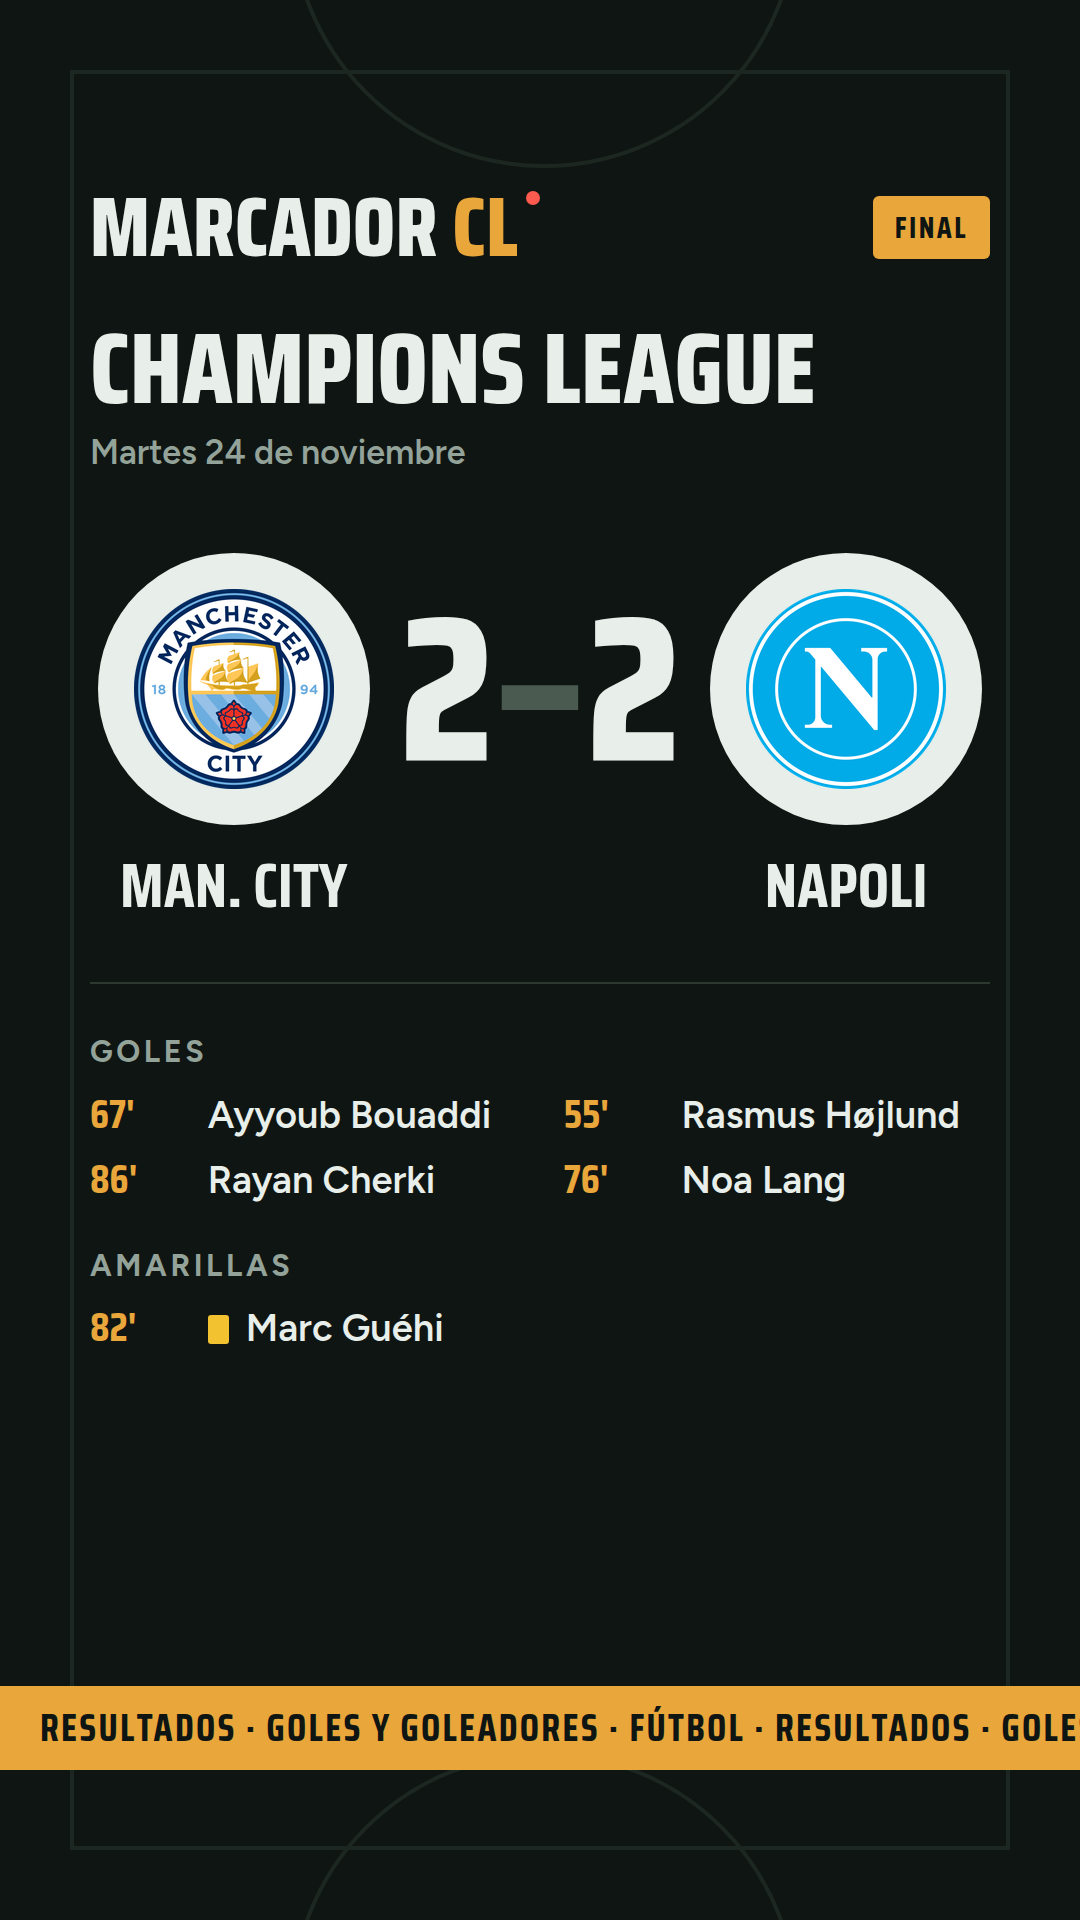 MARCADOR CL
FINAL
CHAMPIONS LEAGUE
Martes 24 de noviembre
MANCHESTER
18 94
CITY
2-2
N
MAN. CITY
NAPOLI
GOLES
67' Ayyoub Bouaddi 55' Rasmus Højlund
86' Rayan Cherki 76' Noa Lang
AMARILLAS
82' Marc Guéhi
RESULTADOS · GOLES Y GOLEADORES · FÚTBOL · RESULTADOS · GOLES